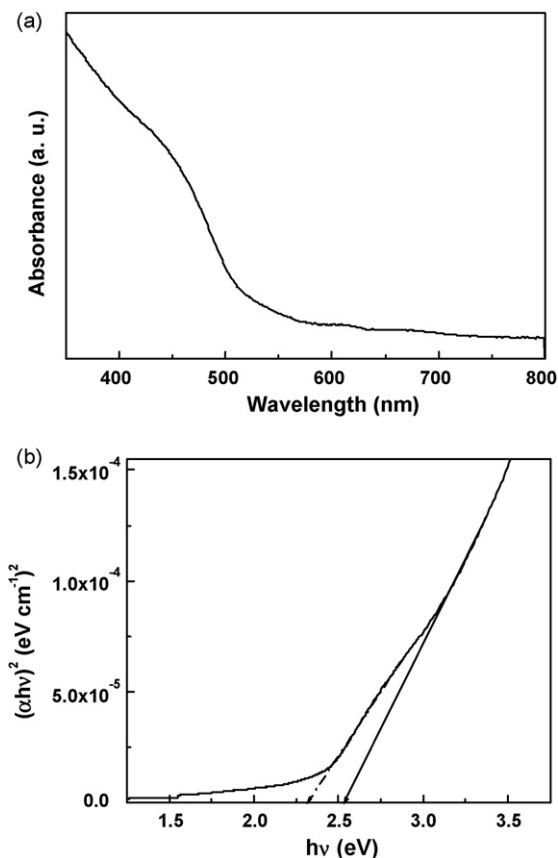 (a)
Absorbance (a. u.)
400 500 600 700 800
Wavelength (nm)
(b)
(αhν)² (eV cm⁻¹)²
1.5x10⁻⁴
1.0x10⁻⁴
5.0x10⁻⁵
0.0
1.5 2.0 2.5 3.0 3.5
hν (eV)